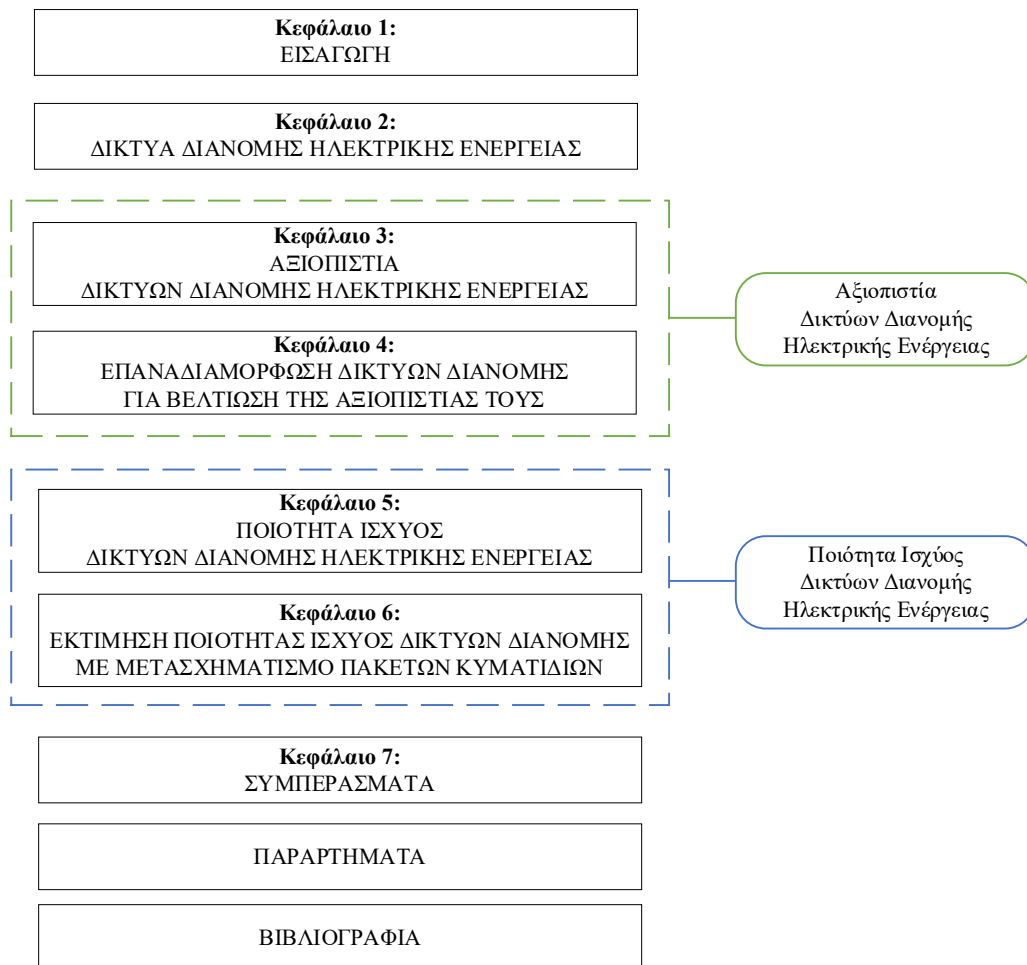 Κεφάλαιο 1:
ΕΙΣΑΓΩΓΗ
Κεφάλαιο 2:
ΔΙΚΤΥΑ ΔΙΑΝΟΜΗΣ ΗΛΕΚΤΡΙΚΗΣ ΕΝΕΡΓΕΙΑΣ
Κεφάλαιο 3:
ΑΞΙΟΠΙΣΤΙΑ
ΔΙΚΤΥΩΝ ΔΙΑΝΟΜΗΣ ΗΛΕΚΤΡΙΚΗΣ ΕΝΕΡΓΕΙΑΣ
Κεφάλαιο 4:
ΕΠΑΝΑΔΙΑΜΟΡΦΩΣΗ ΔΙΚΤΥΩΝ ΔΙΑΝΟΜΗΣ
ΓΙΑ ΒΕΛΤΙΩΣΗ ΤΗΣ ΑΞΙΟΠΙΣΤΙΑΣ ΤΟΥΣ
Αξιοπιστία
Δικτύων Διανομής
Ηλεκτρικής Ενέργειας
Κεφάλαιο 5:
ΠΟΙΟΤΗΤΑ ΙΣΧΥΟΣ
ΔΙΚΤΥΩΝ ΔΙΑΝΟΜΗΣ ΗΛΕΚΤΡΙΚΗΣ ΕΝΕΡΓΕΙΑΣ
Κεφάλαιο 6:
ΕΚΤΙΜΗΣΗ ΠΟΙΟΤΗΤΑΣ ΙΣΧΥΟΣ ΔΙΚΤΥΩΝ ΔΙΑΝΟΜΗΣ
ΜΕ ΜΕΤΑΣΧΗΜΑΤΙΣΜΟ ΠΑΚΕΤΩΝ ΚΥΜΑΤΙΔΙΩΝ
Ποιότητα Ισχύος
Δικτύων Διανομής
Ηλεκτρικής Ενέργειας
Κεφάλαιο 7:
ΣΥΜΠΕΡΑΣΜΑΤΑ
ΠΑΡΑΡΤΗΜΑΤΑ
ΒΙΒΛΙΟΓΡΑΦΙΑ